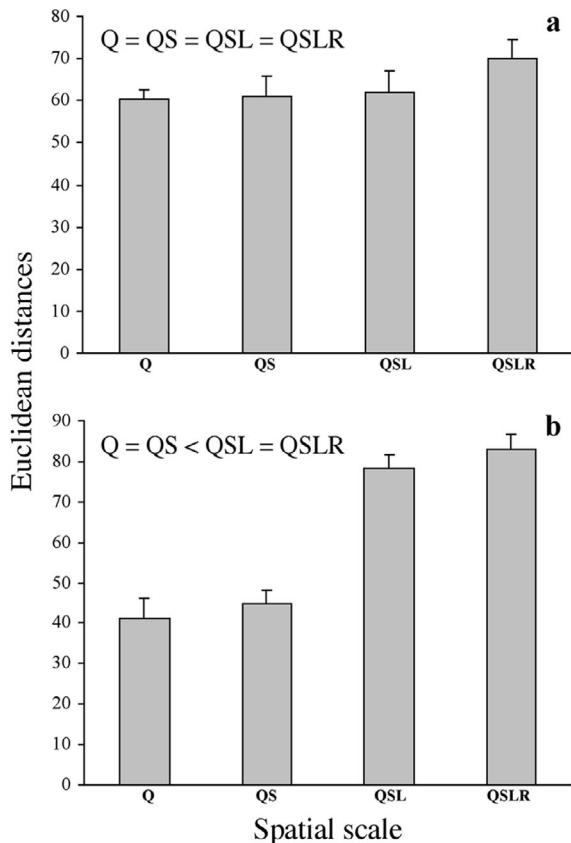 a
Q = QS = QSL = QSLR
80
70
60
50
40
30
20
10
0
Q QS QSL QSLR
Euclidean distances
b
Q = QS < QSL = QSLR
90
80
70
60
50
40
30
20
10
0
Q QS QSL QSLR
Spatial scale